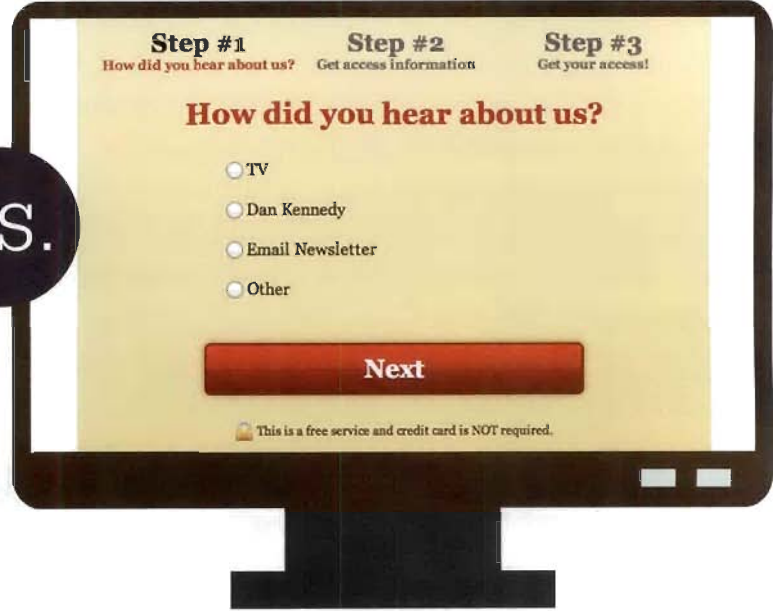 Step #1 Step #2 Step #3
How did you hear about us? Get access information Get your access!
How did you hear about us?
S.
TV
Dan Kennedy
Email Newsletter
Other
Next
This is a free service and credit card is NOT required.